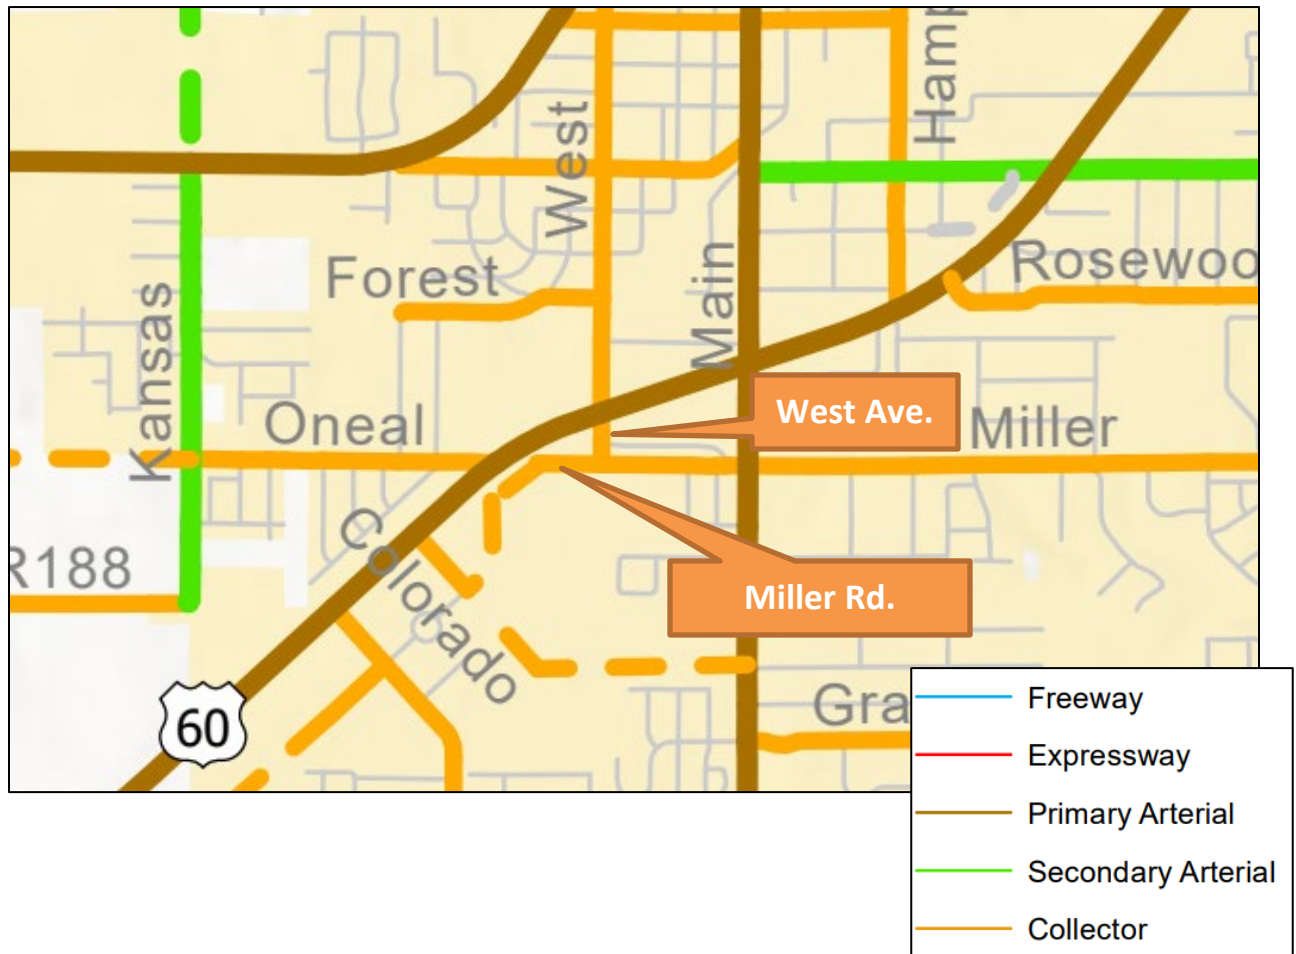 Hamp
West
Forest
Main
Rosewoo
Kansas
West Ave.
Oneal
Miller
R188
Colorado
Miller Rd.
60
Gra
Freeway
Expressway
Primary Arterial
Secondary Arterial
Collector